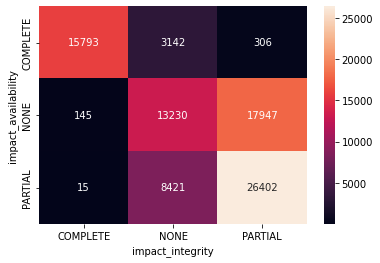 COMPLETE
15793 3142 306
25000
20000
impact_availability
NONE
145 13230 17947
15000
10000
PARTIAL
15 8421 26402
5000
COMPLETE NONE PARTIAL
impact_integrity